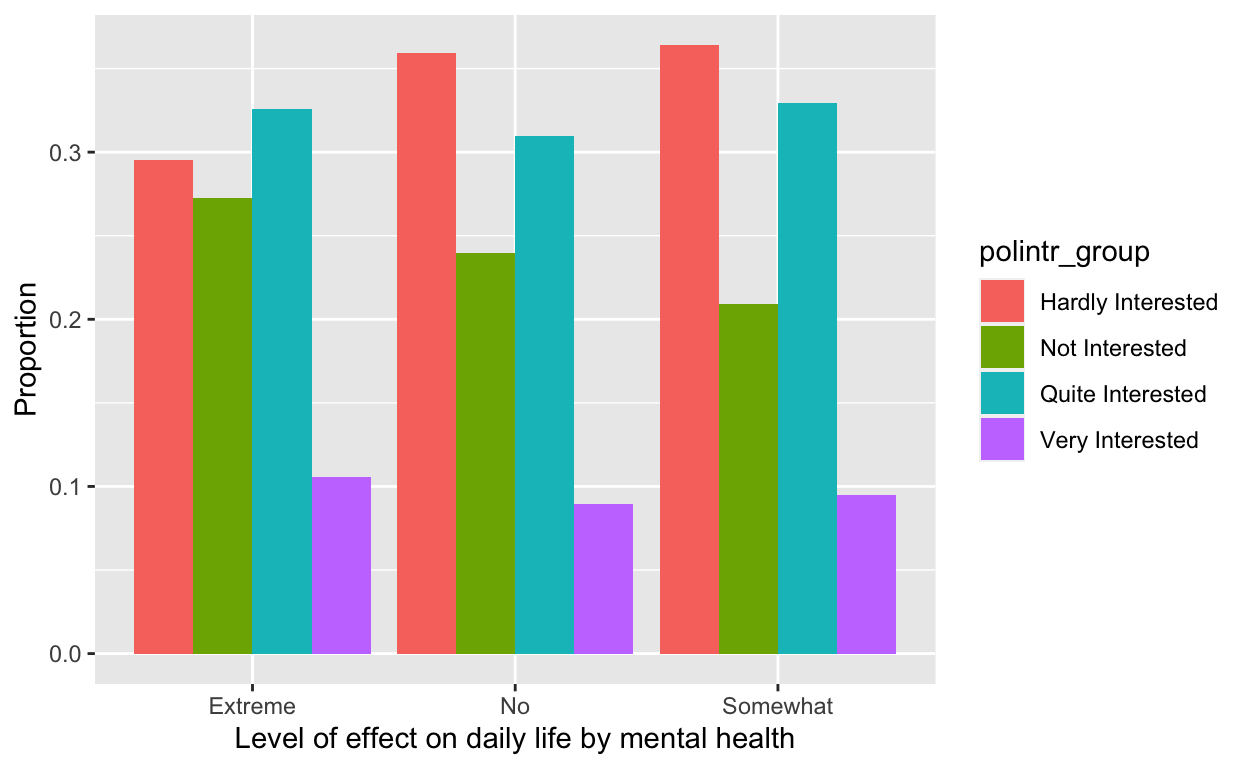 0.3
0.2
0.1
0.0
Proportion
Extreme
No
Somewhat
Level of effect on daily life by mental health
polintr_group
Hardly Interested
Not Interested
Quite Interested
Very Interested